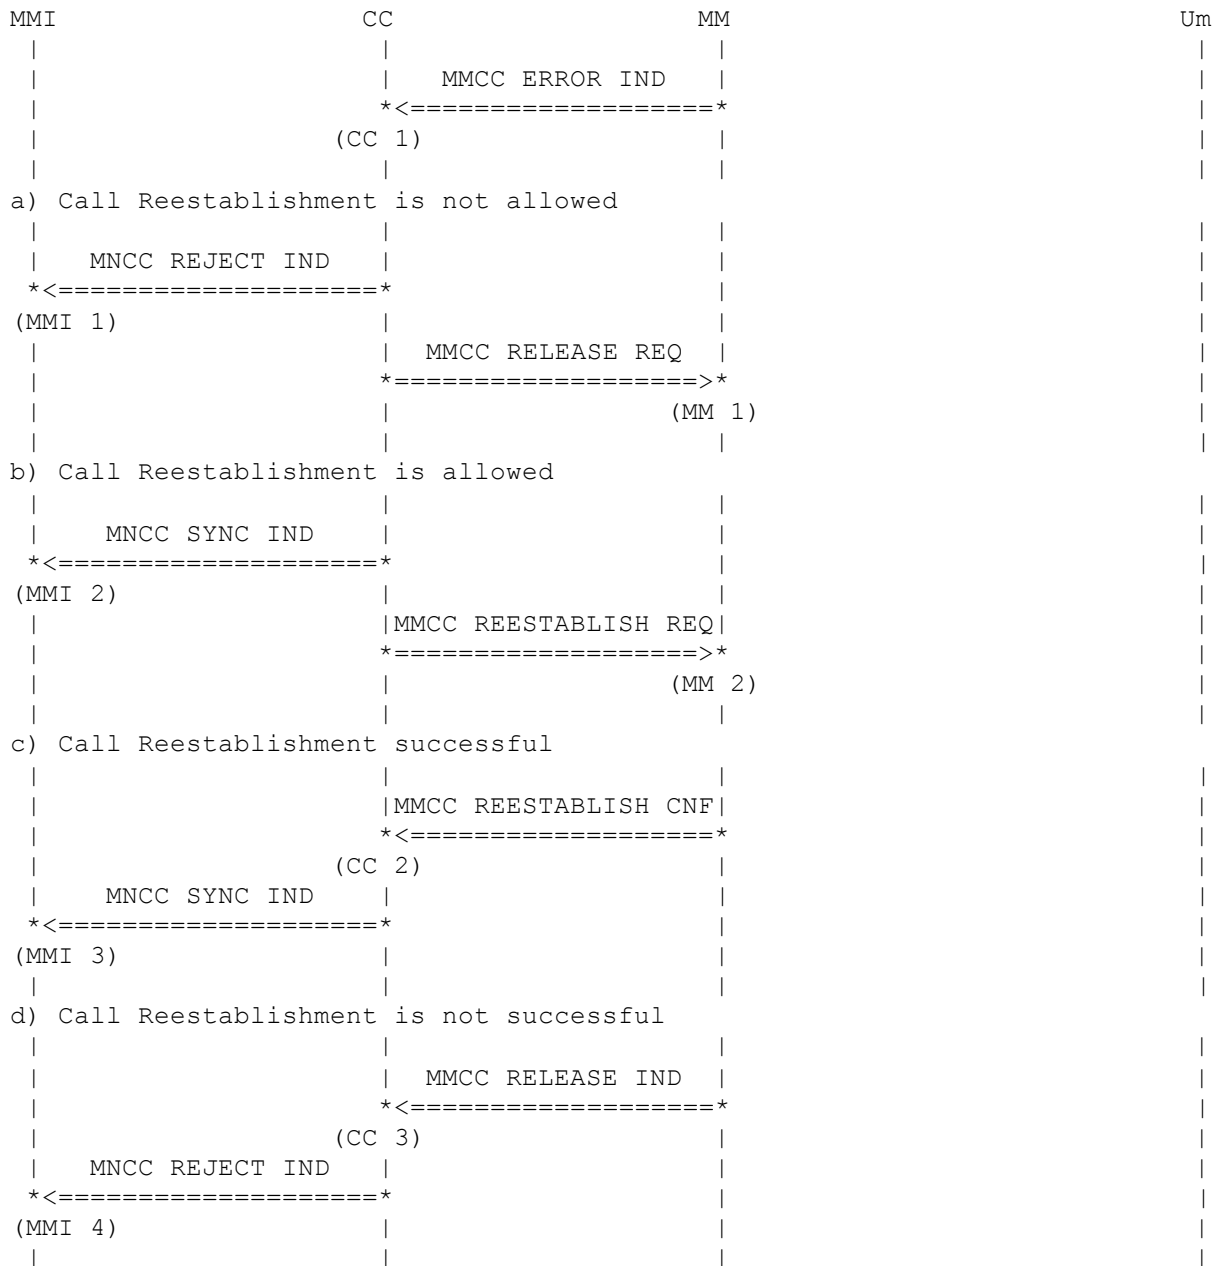 MMI CC MM Um
MMCC ERROR IND
*<===================*
(CC 1)
a) Call Reestablishment is not allowed
MNCC REJECT IND
*<====================*
(MMI 1)
MMCC RELEASE REQ
*===================>*
(MM 1)
b) Call Reestablishment is allowed
MNCC SYNC IND
*<====================*
(MMI 2)
|MMCC REESTABLISH REQ|
*===================>*
(MM 2)
c) Call Reestablishment successful
|MMCC REESTABLISH CNF|
*<===================*
(CC 2)
MNCC SYNC IND
*<====================*
(MMI 3)
d) Call Reestablishment is not successful
MMCC RELEASE IND
*<===================*
(CC 3)
MNCC REJECT IND
*<====================*
(MMI 4)